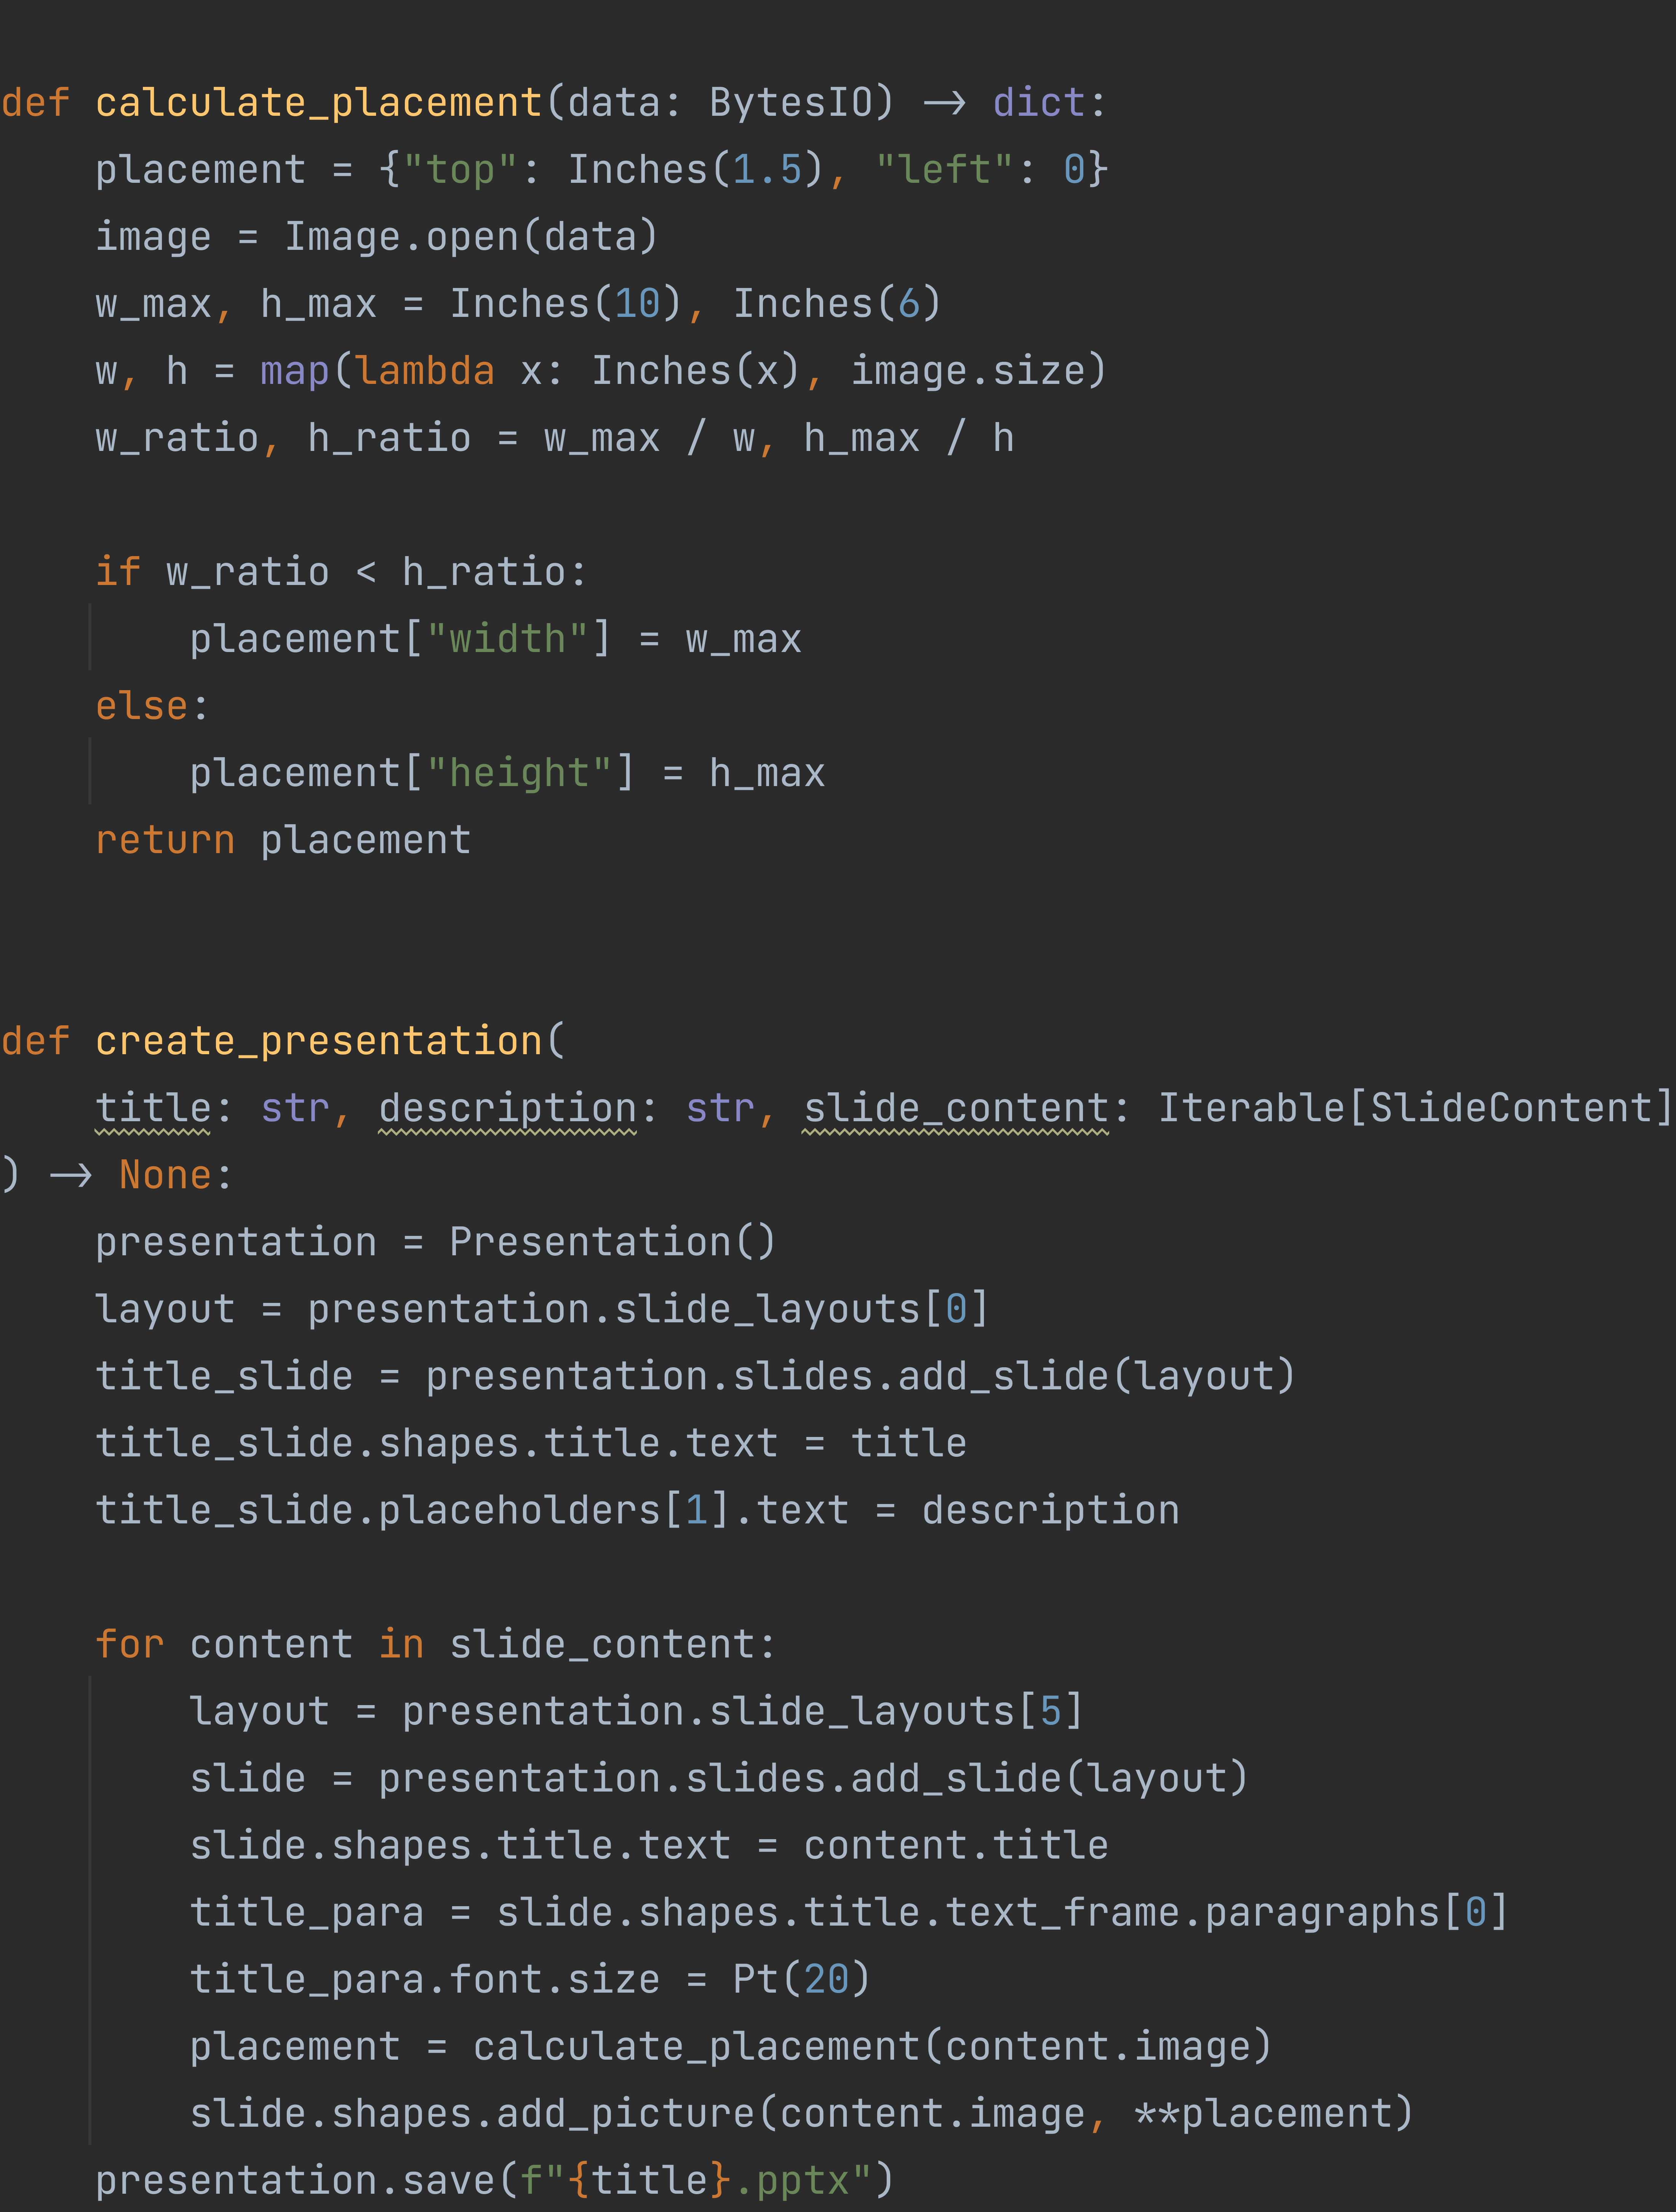 def calculate_placement(data: BytesIO) -> dict:
    placement = {"top": Inches(1.5), "left": 0}
    image = Image.open(data)
    w_max, h_max = Inches(10), Inches(6)
    w, h = map(lambda x: Inches(x), image.size)
    w_ratio, h_ratio = w_max / w, h_max / h

    if w_ratio < h_ratio:
        placement["width"] = w_max
    else:
        placement["height"] = h_max
    return placement


def create_presentation(
    title: str, description: str, slide_content: Iterable[SlideContent]
) -> None:
    presentation = Presentation()
    layout = presentation.slide_layouts[0]
    title_slide = presentation.slides.add_slide(layout)
    title_slide.shapes.title.text = title
    title_slide.placeholders[1].text = description

    for content in slide_content:
        layout = presentation.slide_layouts[5]
        slide = presentation.slides.add_slide(layout)
        slide.shapes.title.text = content.title
        title_para = slide.shapes.title.text_frame.paragraphs[0]
        title_para.font.size = Pt(20)
        placement = calculate_placement(content.image)
        slide.shapes.add_picture(content.image, **placement)
    presentation.save(f"{title}.pptx")